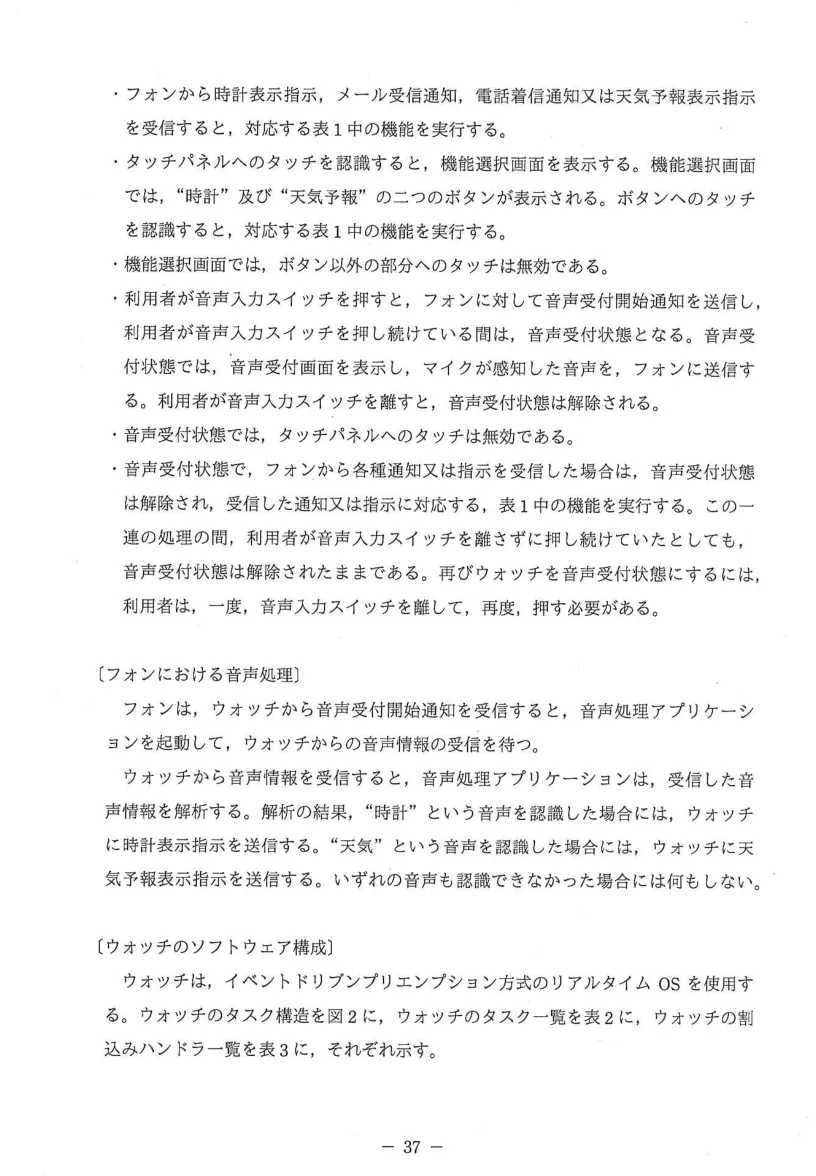 ・フォンから時計表示指示，メール受信通知，電話着信通知又は天気予報表示指示
を受信すると，対応する表1中の機能を実行する。
・タッチパネルへのタッチを認識すると，機能選択画面を表示する。機能選択画面
では，“時計”及び“天気予報”の二つのボタンが表示される。ボタンへのタッチ
を認識すると，対応する表1中の機能を実行する。
・機能選択画面では，ボタン以外の部分へのタッチは無効である。
・利用者が音声入力スイッチを押すと，フォンに対して音声受付開始通知を送信し，
利用者が音声入力スイッチを押し続けている間は，音声受付状態となる。音声受
付状態では，音声受付画面を表示し，マイクが感知した音声を，フォンに送信す
る。利用者が音声入力スイッチを離すと，音声受付状態は解除される。
・音声受付状態では，タッチパネルへのタッチは無効である。
・音声受付状態で，フォンから各種通知又は指示を受信した場合は，音声受付状態
は解除され，受信した通知又は指示に対応する，表1中の機能を実行する。この一
連の処理の間，利用者が音声入力スイッチを離さずに押し続けていたとしても，
音声受付状態は解除されたままである。再びウォッチを音声受付状態にするには，
利用者は，一度，音声入力スイッチを離して，再度，押す必要がある。
〔フォンにおける音声処理〕
フォンは，ウォッチから音声受付開始通知を受信すると，音声処理アプリケーシ
ョンを起動して，ウォッチからの音声情報の受信を待つ。
ウォッチから音声情報を受信すると，音声処理アプリケーションは，受信した音
声情報を解析する。解析の結果，“時計”という音声を認識した場合には，ウォッチ
に時計表示指示を送信する。“天気”という音声を認識した場合には，ウォッチに天
気予報表示指示を送信する。いずれの音声も認識できなかった場合には何もしない。
〔ウォッチのソフトウェア構成〕
ウォッチは，イベントドリブンプリエンプション方式のリアルタイム OS を使用す
る。ウォッチのタスク構造を図2に，ウォッチのタスク一覧を表2に，ウォッチの割
込みハンドラ一覧を表3に，それぞれ示す。
－ 37 －